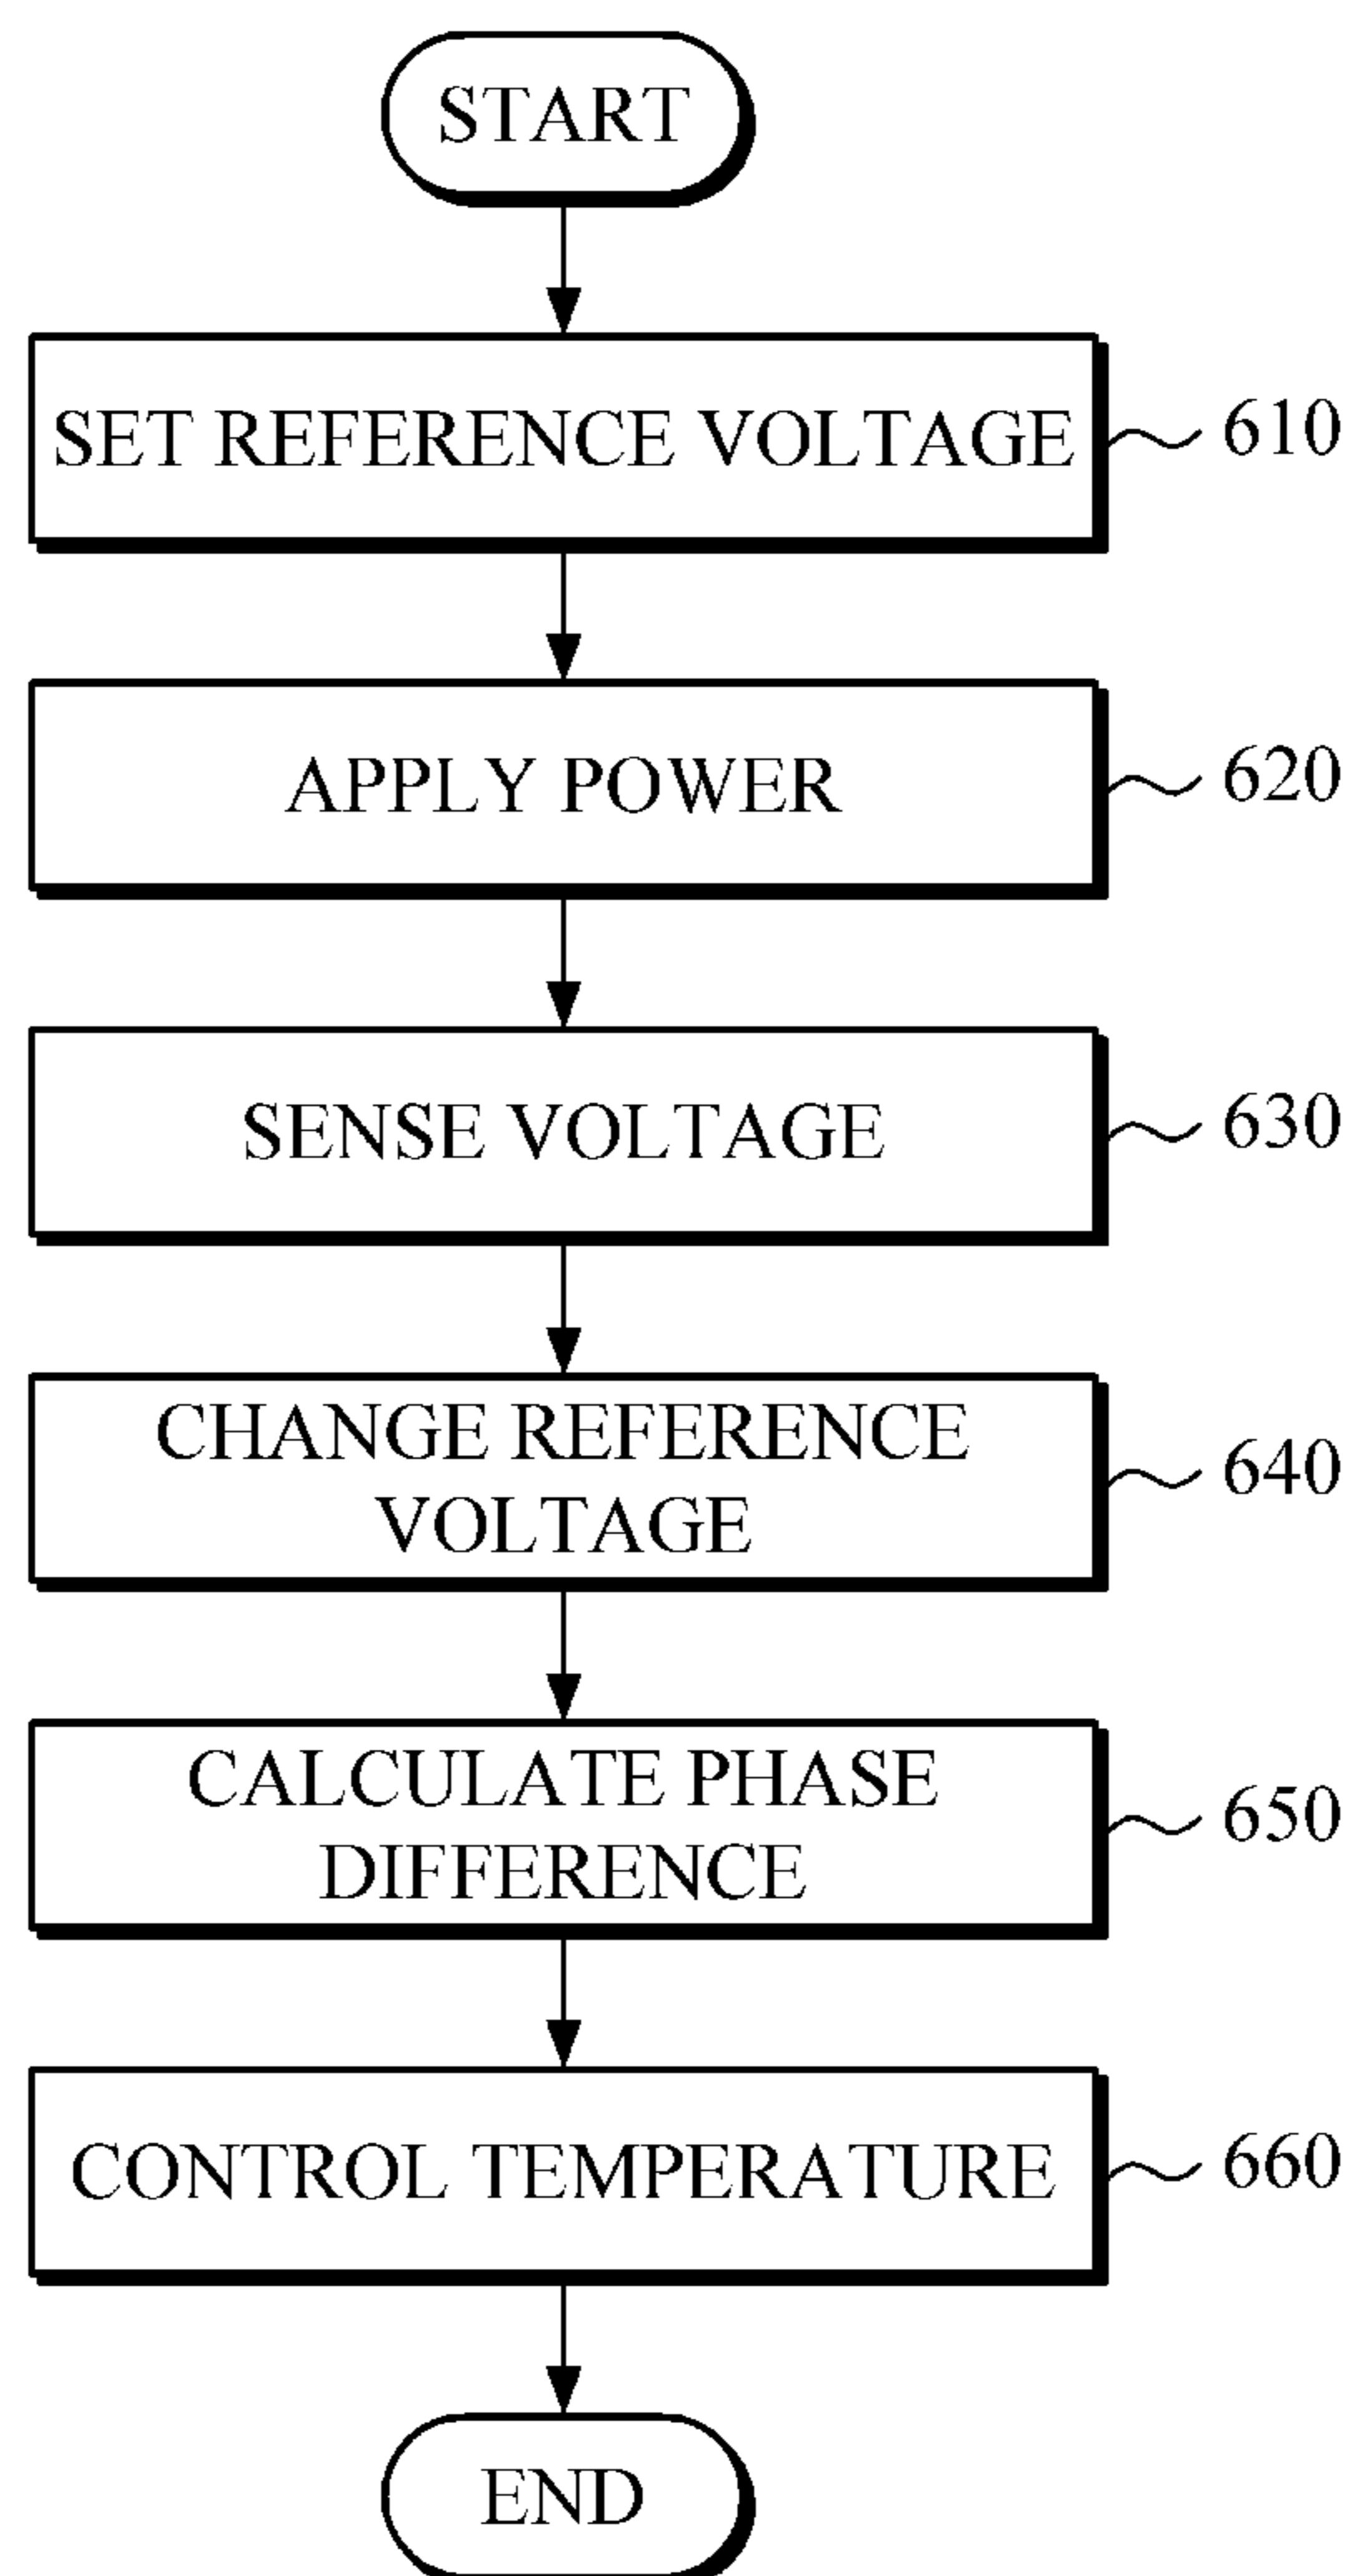 START
SET REFERENCE VOLTAGE
610
APPLY POWER
620
SENSE VOLTAGE
630
CHANGE REFERENCE
VOLTAGE
640
CALCULATE PHASE
DIFFERENCE
650
CONTROL TEMPERATURE
660
END